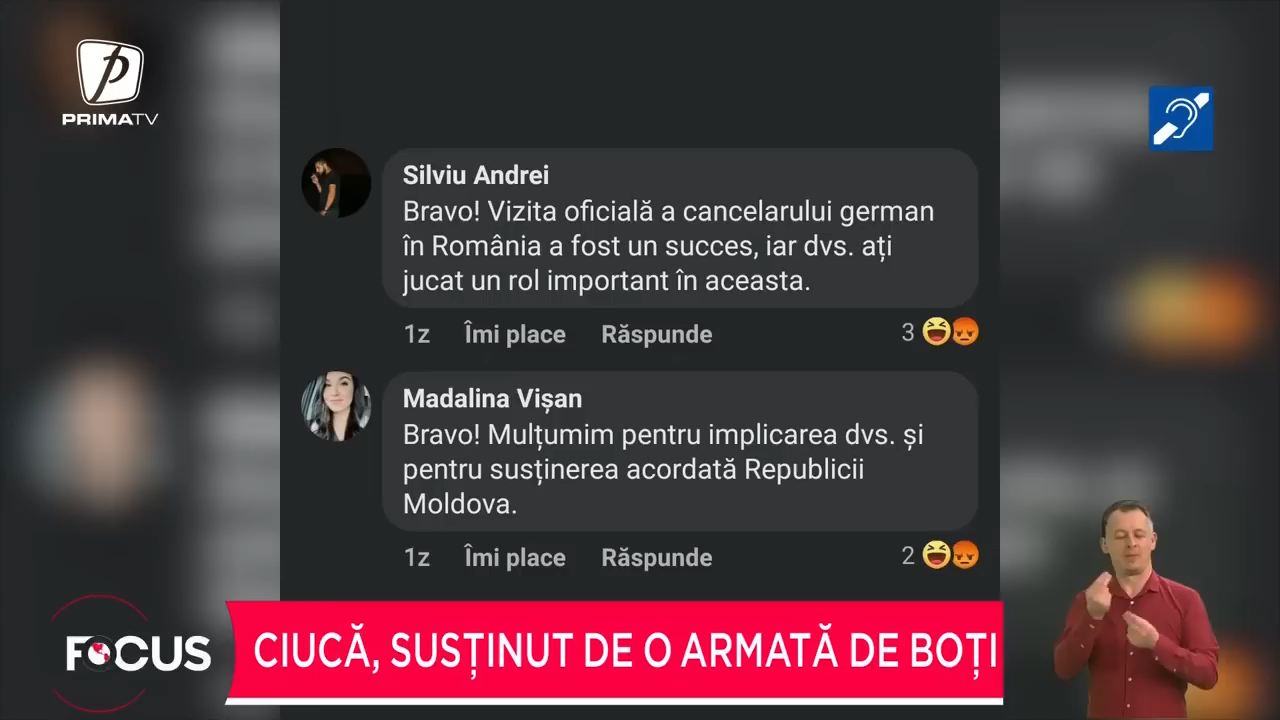 PRIMATV
Silviu Andrei
Bravo! Vizita oficială a cancelarului german
în România a fost un succes, iar dvs. ați
jucat un rol important în aceasta.
1z Îmi place Răspunde 3
Madalina Vișan
Bravo! Mulțumim pentru implicarea dvs. și
pentru susținerea acordată Republicii
Moldova.
1z Îmi place Răspunde 2
FOCUS
CIUCĂ, SUSȚINUT DE O ARMATĂ DE BOȚI